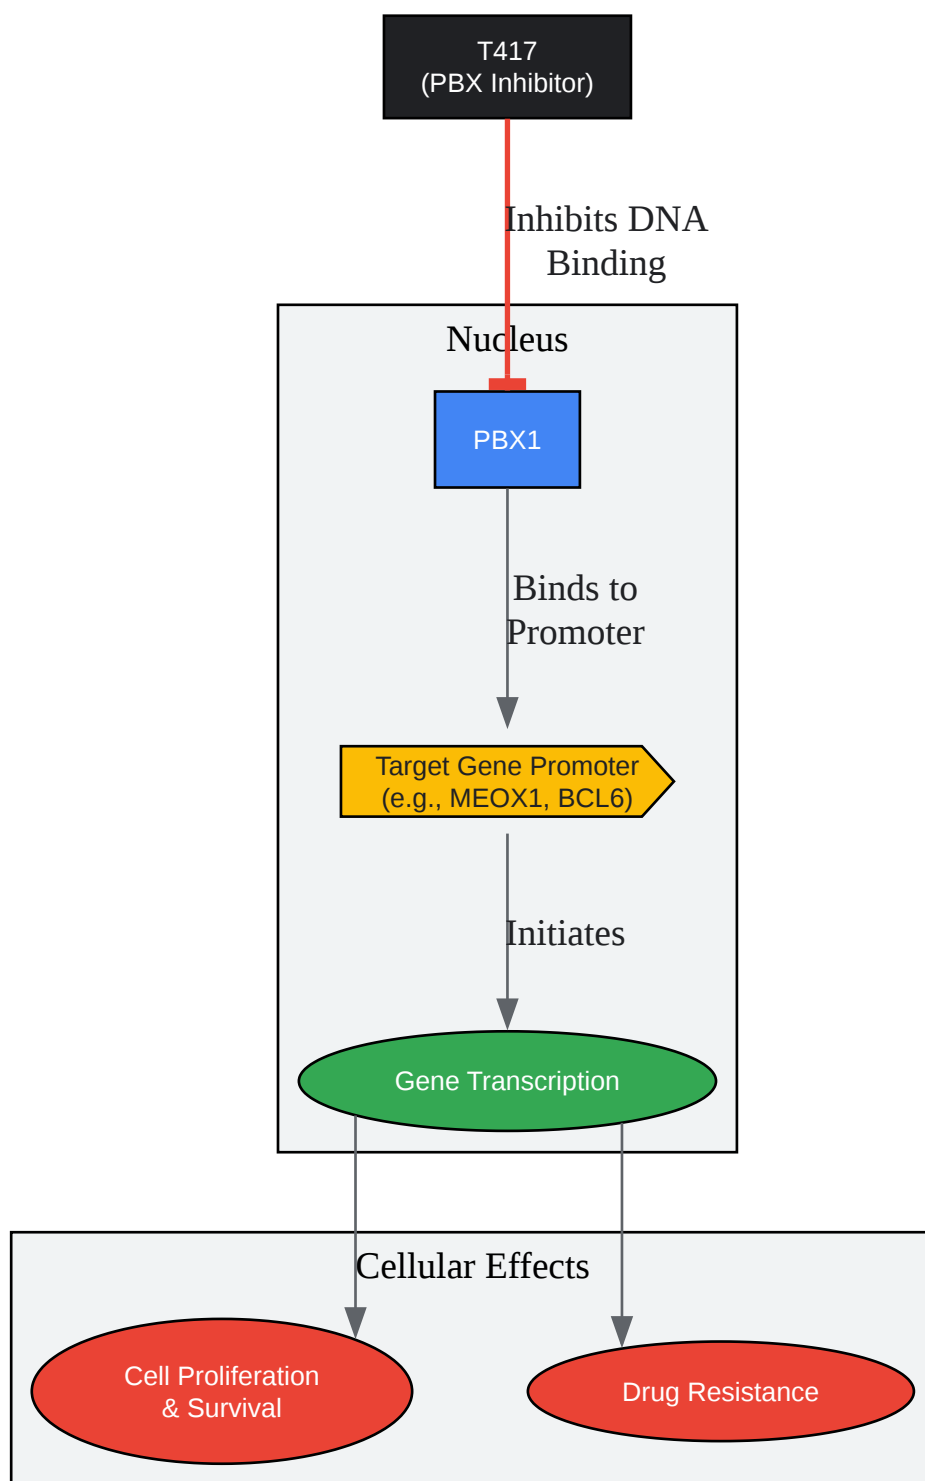 T417
(PBX Inhibitor)
Inhibits DNA
Binding
Nucleus
PBX1
Binds to
Promoter
Target Gene Promoter
(e.g., MEOX1, BCL6)
Initiates
Gene Transcription
Cellular Effects
Cell Proliferation
& Survival
Drug Resistance